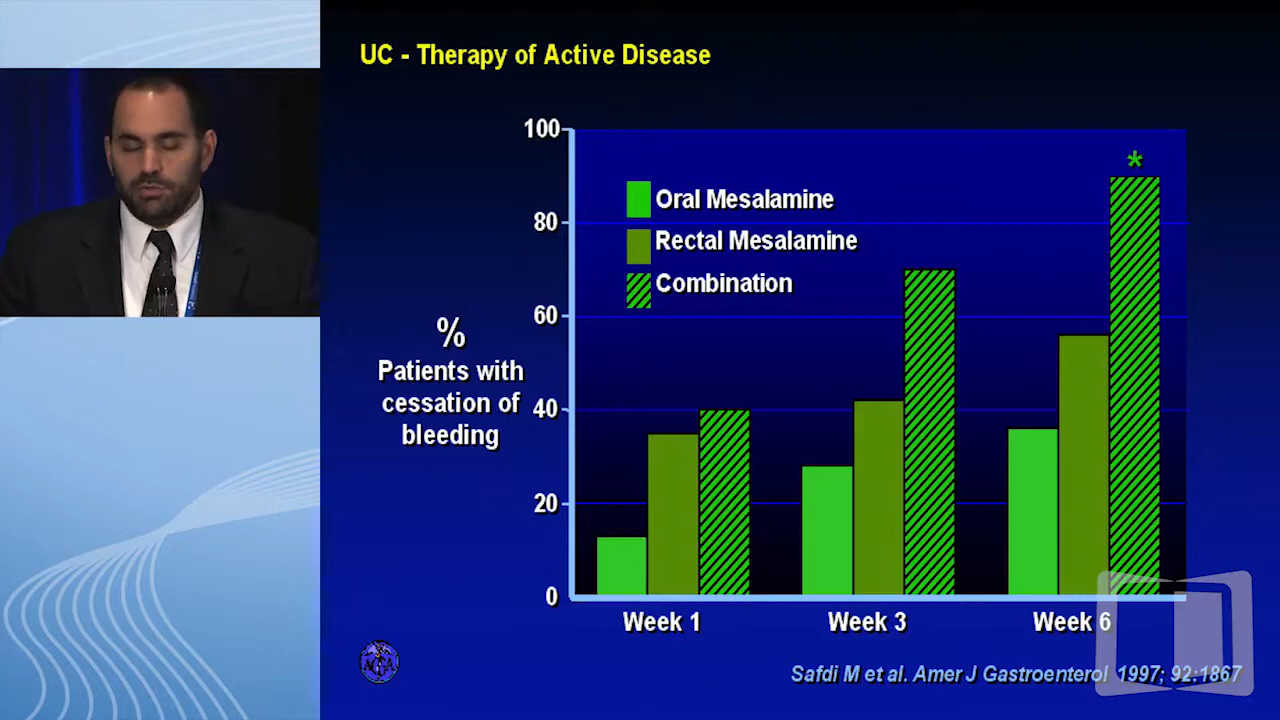 UC - Therapy of Active Disease
100
80
60
40
20
0
%
Patients with
cessation of
bleeding
Oral Mesalamine
Rectal Mesalamine
Combination
*
Week 1
Week 3
Week 6
AGA
Safdi M et al. Amer J Gastroenterol 1997; 92:1867